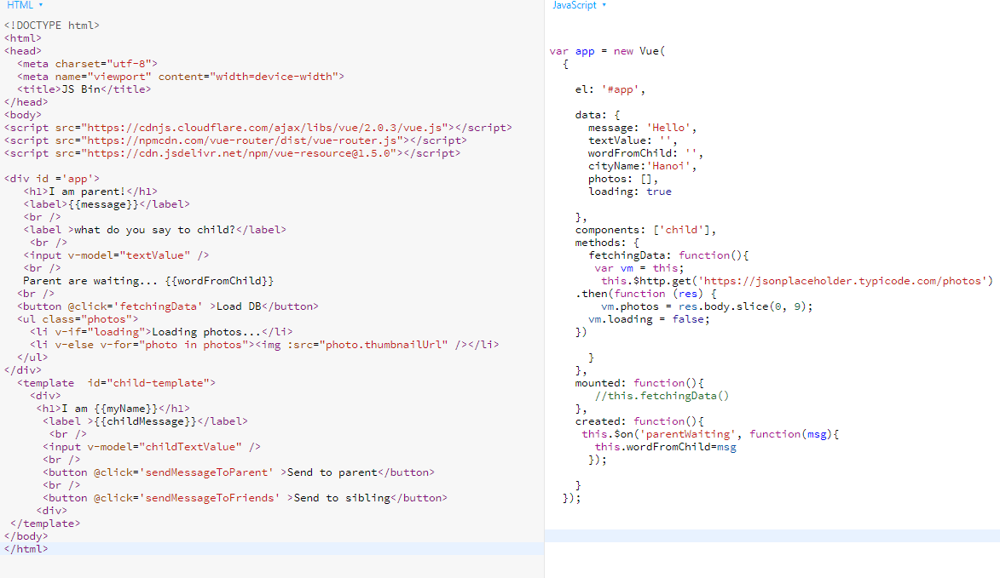 HTML ▾
<!DOCTYPE html>
<html>
<head>
  <meta charset="utf-8">
  <meta name="viewport" content="width=device-width">
  <title>JS Bin</title>
</head>
<body>
<script src="https://cdnjs.cloudflare.com/ajax/libs/vue/2.0.3/vue.js"></script>
<script src="https://npmcdn.com/vue-router/dist/vue-router.js"></script>
<script src="https://cdn.jsdelivr.net/npm/vue-resource@1.5.0"></script>

<div id ='app'>
   <h1>I am parent!</h1>
   <label>{{message}}</label>
   <br />
   <label >what do you say to child?</label>
    <br />
   <input v-model="textValue" />
   <br />
   Parent are waiting... {{wordFromChild}}
  <br />
  <button @click='fetchingData' >Load DB</button>
  <ul class="photos">
    <li v-if="loading">Loading photos...</li>
    <li v-else v-for="photo in photos"><img :src="photo.thumbnailUrl" /></li>
  </ul>
</div>
  <template  id="child-template">
    <div>
     <h1>I am {{myName}}</h1>
      <label >{{childMessage}}</label>
       <br />
      <input v-model="childTextValue" />
      <br />
      <button @click='sendMessageToParent' >Send to parent</button>
      <br />
      <button @click='sendMessageToFriends' >Send to sibling</button>
     <div>
 </template>
</body>
</html>
JavaScript ▾
var app = new Vue(
  {

    el: '#app',

    data: {
      message: 'Hello',
      textValue: '',
      wordFromChild: '',
      cityName:'Hanoi',
      photos: [],
      loading: true

    },
    components: ['child'],
    methods: {
      fetchingData: function(){
       var vm = this;
        this.$http.get('https://jsonplaceholder.typicode.com/photos')
    .then(function (res) {
        vm.photos = res.body.slice(0, 9);
      vm.loading = false;
    })

      }
    },
    mounted: function(){
       //this.fetchingData()
    },
    created: function(){
     this.$on('parentWaiting', function(msg){
       this.wordFromChild=msg
      });

    }
  });